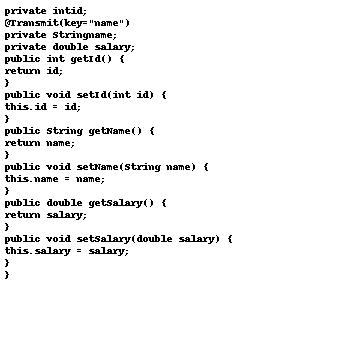 private intid;
@Transmit(key="name")
private Stringname;
private double salary;
public int getId() {
return id;
}
public void setId(int id) {
this.id = id;
}
public String getName() {
return name;
}
public void setName(String name) {
this.name = name;
}
public double getSalary() {
return salary;
}
public void setSalary(double salary) {
this.salary = salary;
}
}